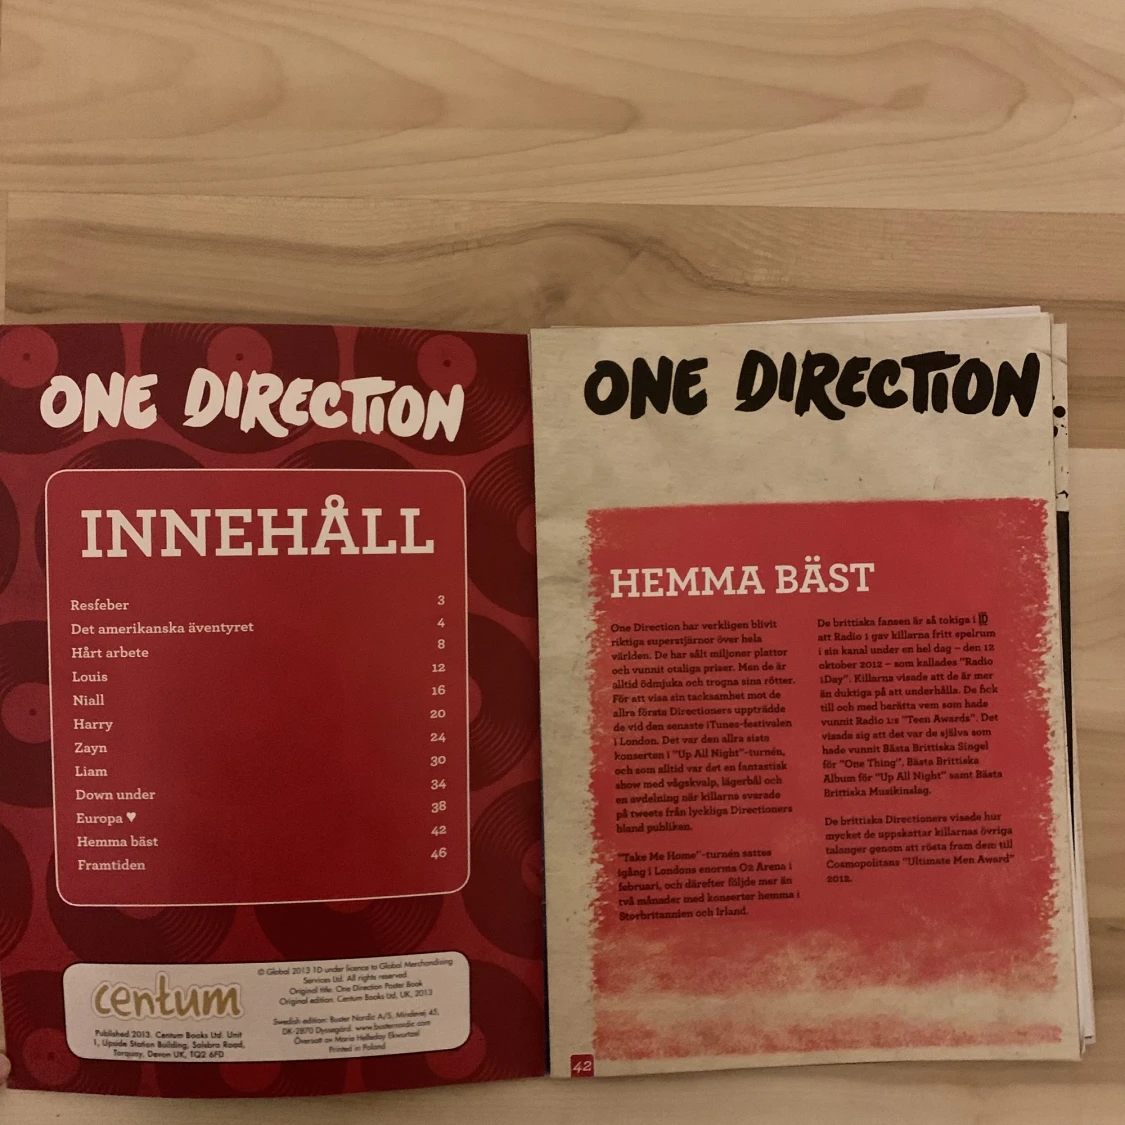 ONE DIRECTION
INNEHÅLL
Resfeber 3
Det amerikanska äventyret 4
Hårt arbete 8
Louis 12
Niall 16
Harry 20
Zayn 24
Liam 30
Down under 34
Europa ♥ 38
Hemma bäst 42
Framtiden 46
centum
Published 2013. Centum Books Ltd. Unit
1, Upside Station Building, Solsbro Road,
Torquay, Devon UK, TQ2 6FD
© Global 2013 1D under licence to Global Merchandising
Services Ltd. All rights reserved.
Original title: One Direction Poster Book
Original edition: Centum Books Ltd, UK, 2013
Swedish edition: Buster Nordic A/S, Mindevej 45,
DK-2870 Dyssegård. www.busternordic.com
Översatt av Maria Helleday Ekwurtzel
Printed in Poland
ONE DIRECTION
HEMMA BÄST
One Direction har verkligen blivit
riktiga superstjärnor över hela
världen. De har sålt miljoner plattor
och vunnit otaliga priser. Men de är
alltid ödmjuka och trogna sina rötter.
För att visa sin tacksamhet mot de
allra första Directioners uppträdde
de vid den senaste iTunes-festivalen
i London. Det var den allra sista
konserten i "Up All Night"-turnén,
och som alltid var det en fantastisk
show med vågskvalp, lägerbål och
en avdelning när killarna svarade
på tweets från lyckliga Directioners
bland publiken.
"Take Me Home"-turnén sattes
igång i Londons enorma O2 Arena i
februari, och därefter följde mer än
två månader med konserter hemma i
Storbritannien och Irland.
De brittiska fansen är så tokiga i 1D
att Radio 1 gav killarna fritt spelrum
i sin kanal under en hel dag – den 12
oktober 2012 – som kallades "Radio
1Day". Killarna visade att de är mer
än duktiga på att underhålla. De fick
till och med berätta vem som hade
vunnit Radio 1:s "Teen Awards". Det
visade sig att det var de själva som
hade vunnit Bästa Brittiska Singel
för "One Thing", Bästa Brittiska
Album för "Up All Night" samt Bästa
Brittiska Musikinslag.
De brittiska Directioners visade hur
mycket de uppskattar killarnas övriga
talanger genom att rösta fram dem till
Cosmopolitans "Ultimate Men Award"
2012.
42